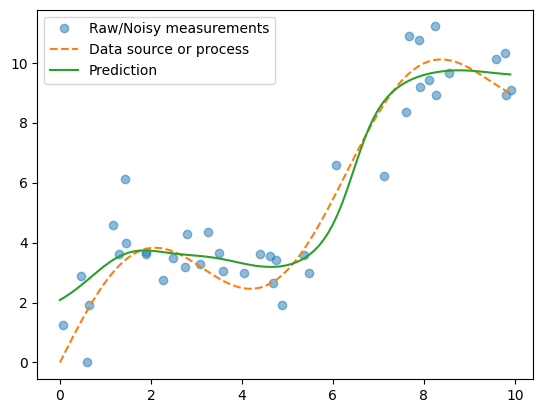 Raw/Noisy measurements
Data source or process
Prediction
10
8
6
4
2
0
0 2 4 6 8 10